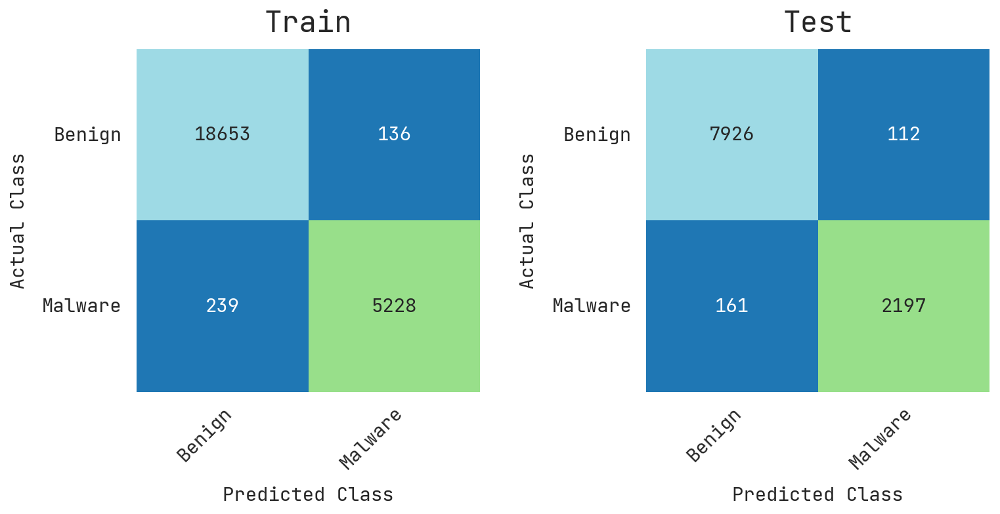 Train
Actual Class
Benign
18653
136
Malware
239
5228
Benign
Malware
Predicted Class
Test
Actual Class
Benign
7926
112
Malware
161
2197
Benign
Malware
Predicted Class